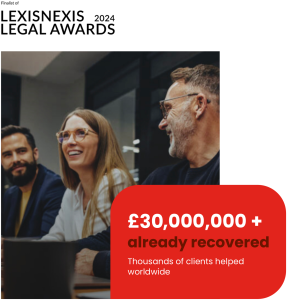 Finalist of
LEXISNEXIS 2024
LEGAL AWARDS
£30,000,000 +
already recovered
Thousands of clients helped
worldwide